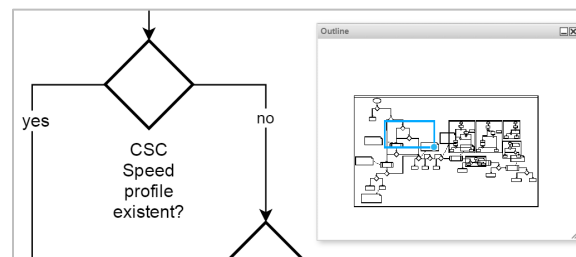 Outline
yes
no
CSC
Speed
profile
existent?